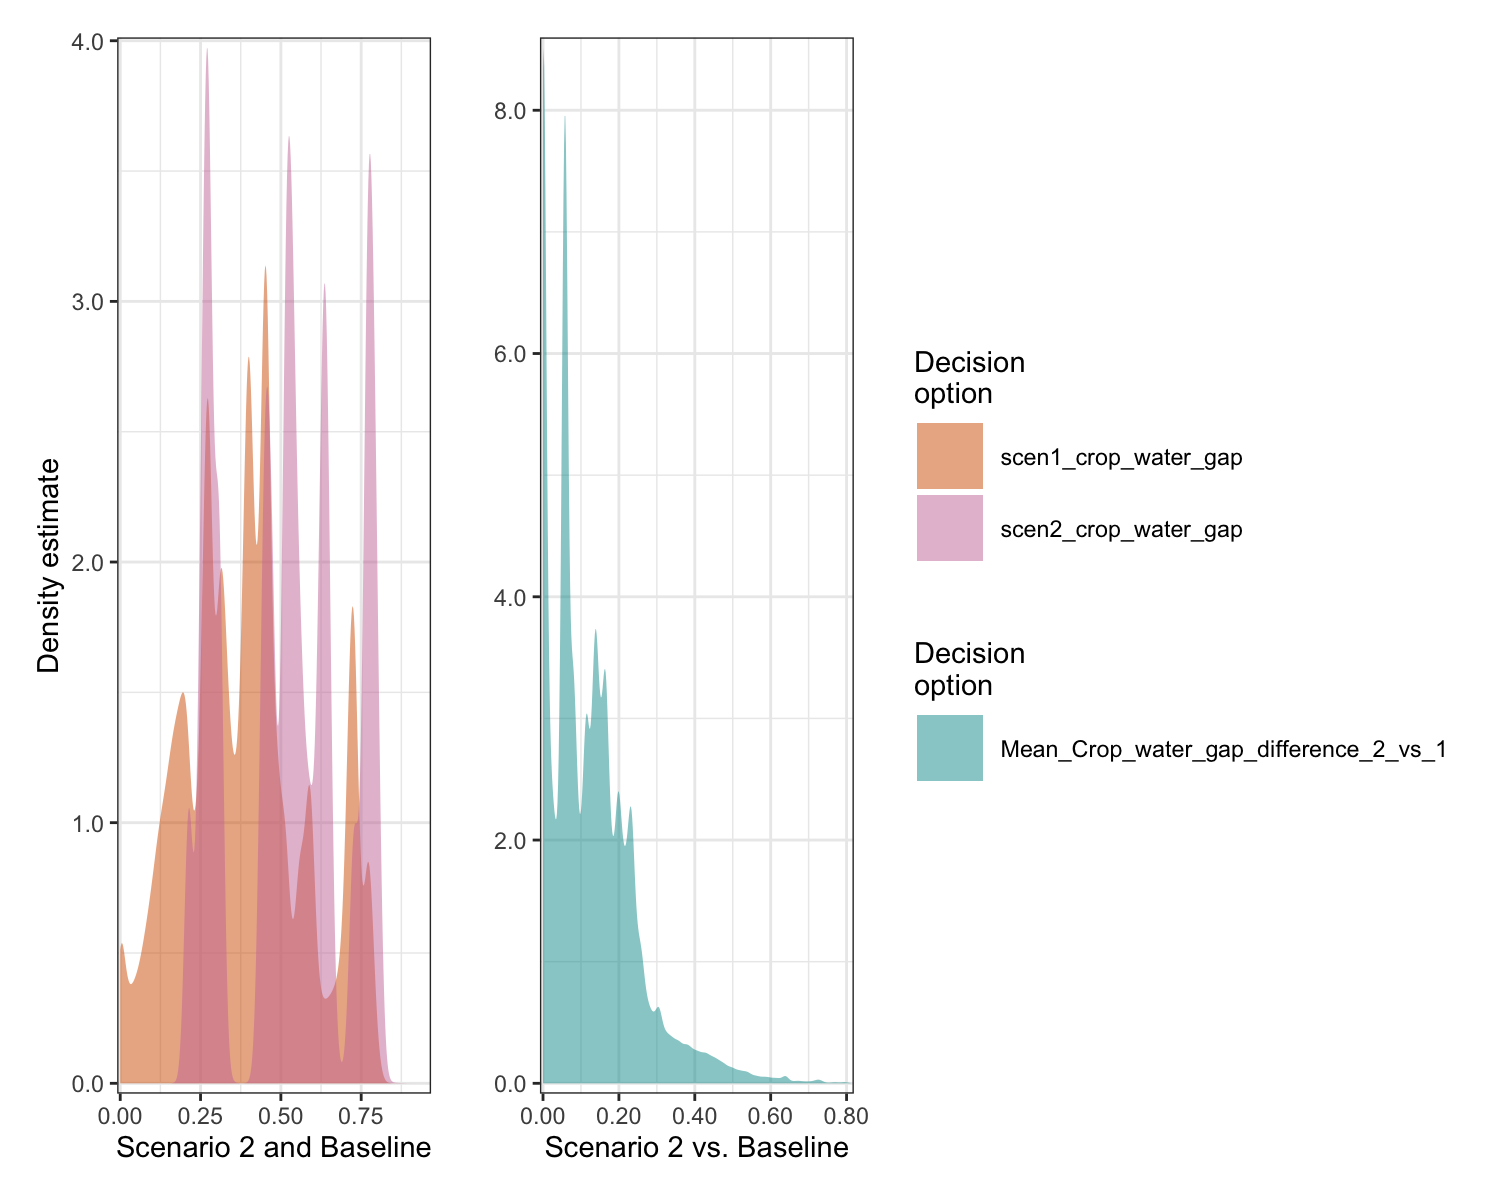 4.0
3.0
2.0
1.0
0.0
Density estimate
0.00 0.25 0.50 0.75
Scenario 2 and Baseline
8.0
6.0
4.0
2.0
0.0
0.00 0.20 0.40 0.60 0.80
Scenario 2 vs. Baseline
Decision
option
scen1_crop_water_gap
scen2_crop_water_gap
Decision
option
Mean_Crop_water_gap_difference_2_vs_1